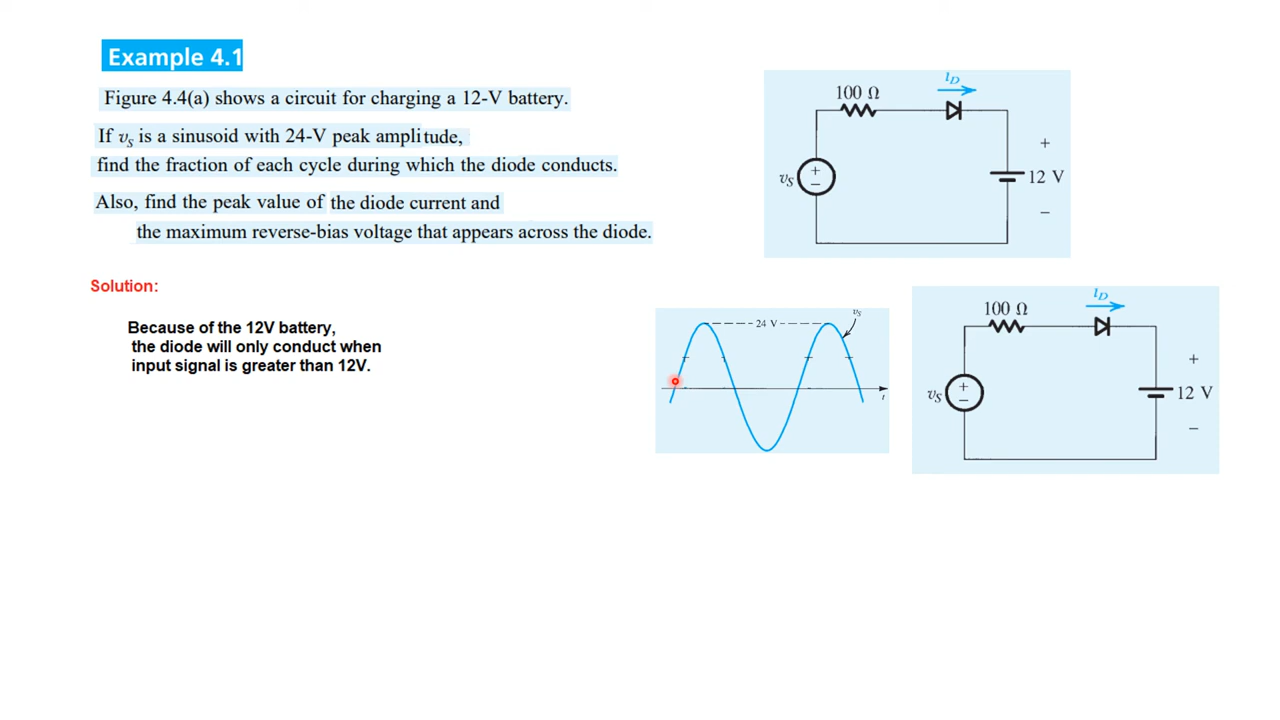 Example 4.1
Figure 4.4(a) shows a circuit for charging a 12-V battery.
If vS is a sinusoid with 24-V peak amplitude,
find the fraction of each cycle during which the diode conducts.
Also, find the peak value of the diode current and
the maximum reverse-bias voltage that appears across the diode.
iD
100 Ω
+
vS
+
−
12 V
−
Solution:
Because of the 12V battery,
the diode will only conduct when
input signal is greater than 12V.
24 V
vS
t
iD
100 Ω
+
vS
+
−
12 V
−